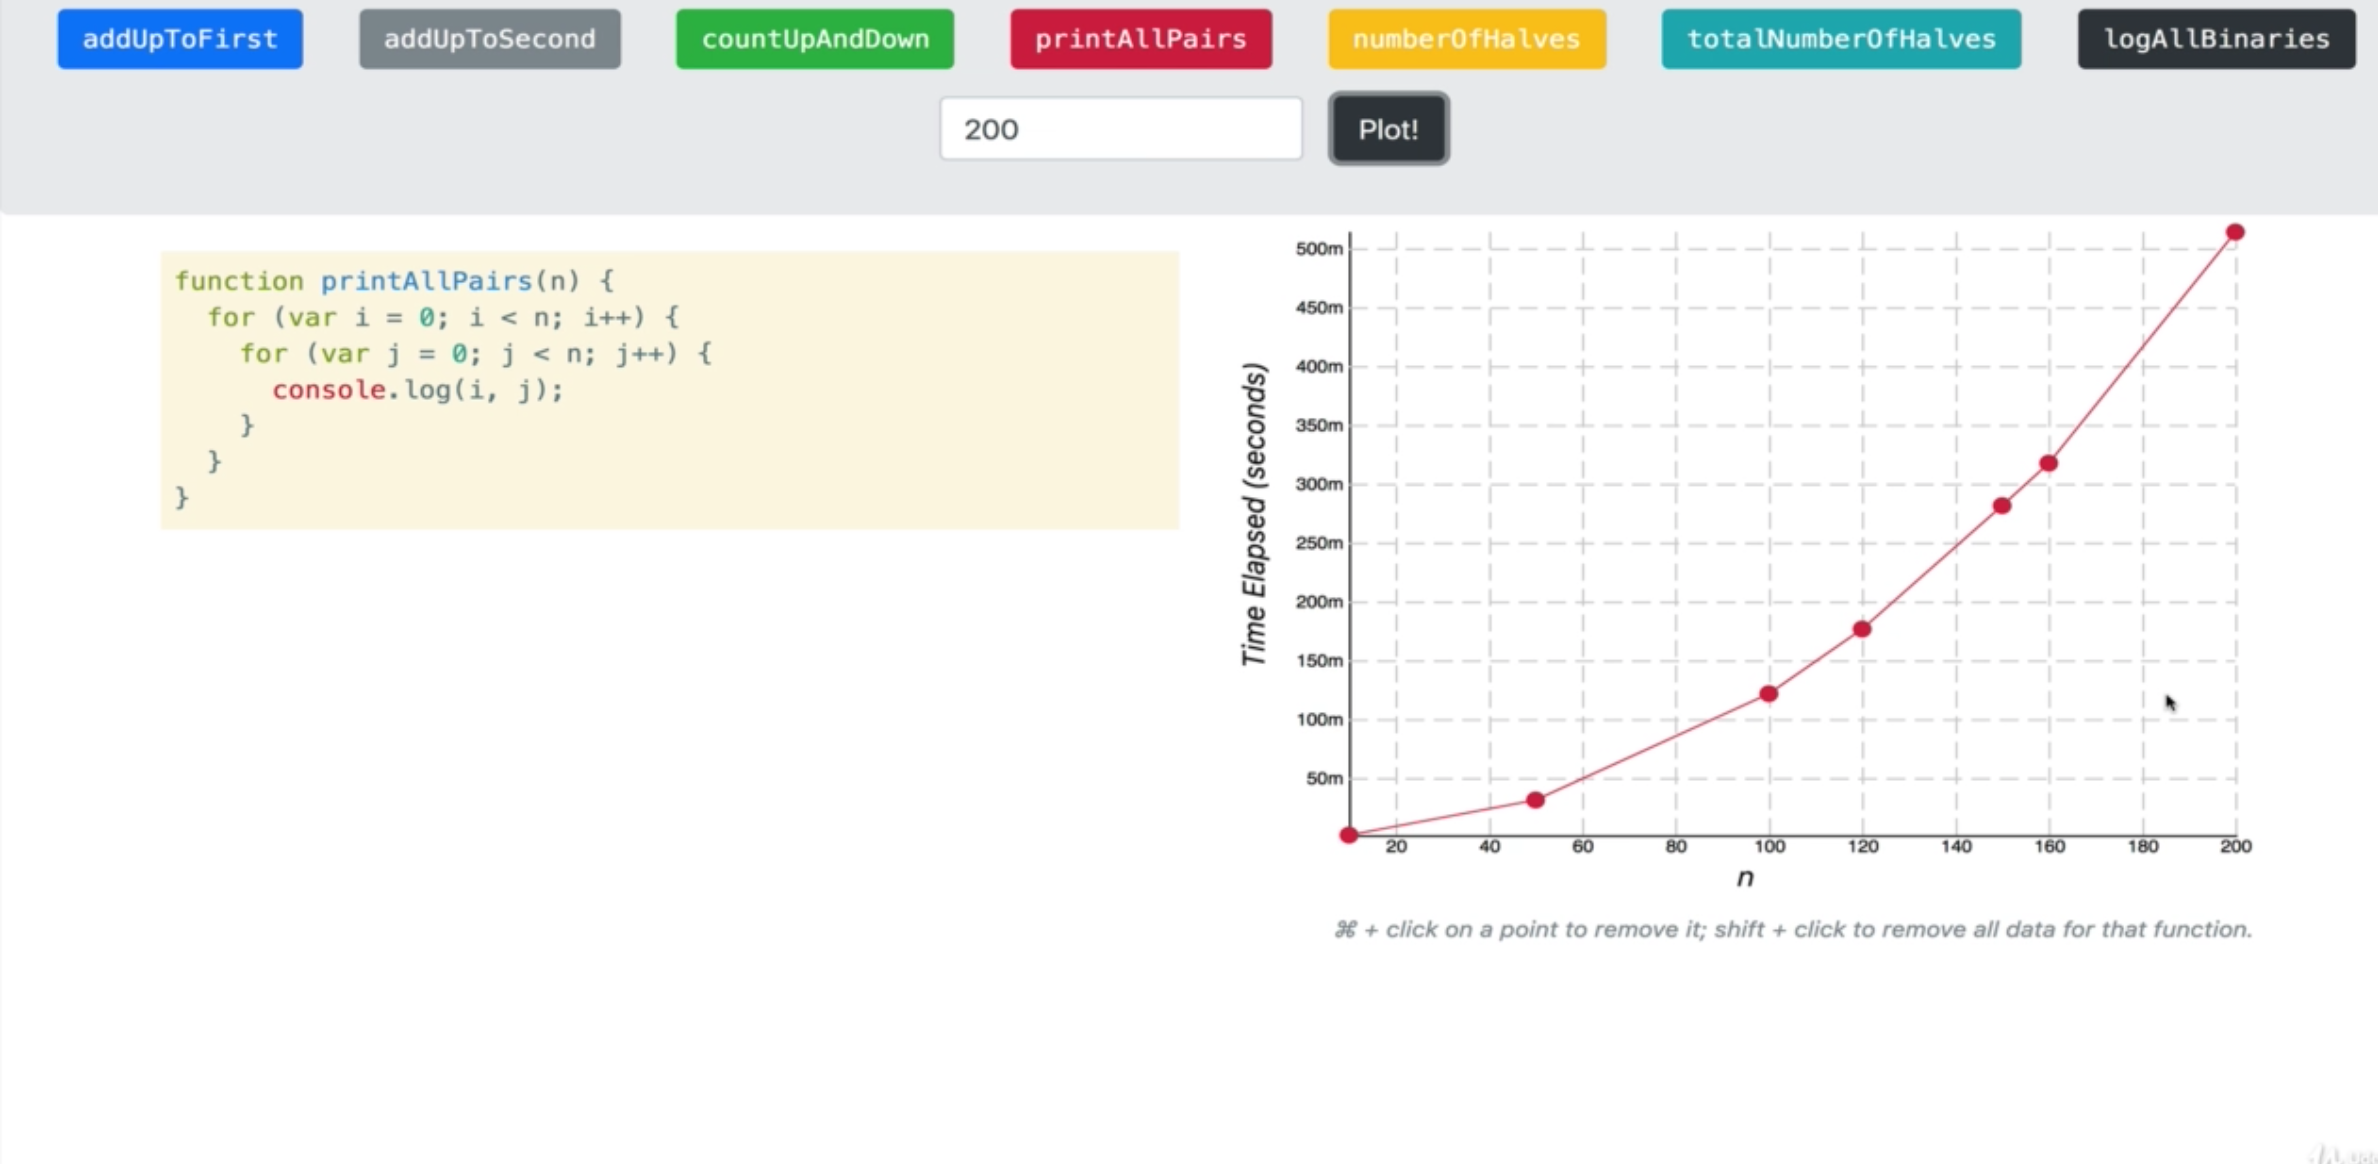 addUpToFirst addUpToSecond countUpAndDown printAllPairs numberOfHalves totalNumberOfHalves logAllBinaries
200 Plot!
function printAllPairs(n) {
  for (var i = 0; i < n; i++) {
    for (var j = 0; j < n; j++) {
      console.log(i, j);
    }
  }
}
Time Elapsed (seconds)
500m
450m
400m
350m
300m
250m
200m
150m
100m
50m
20 40 60 80 100 120 140 160 180 200
n
⌘ + click on a point to remove it; shift + click to remove all data for that function.